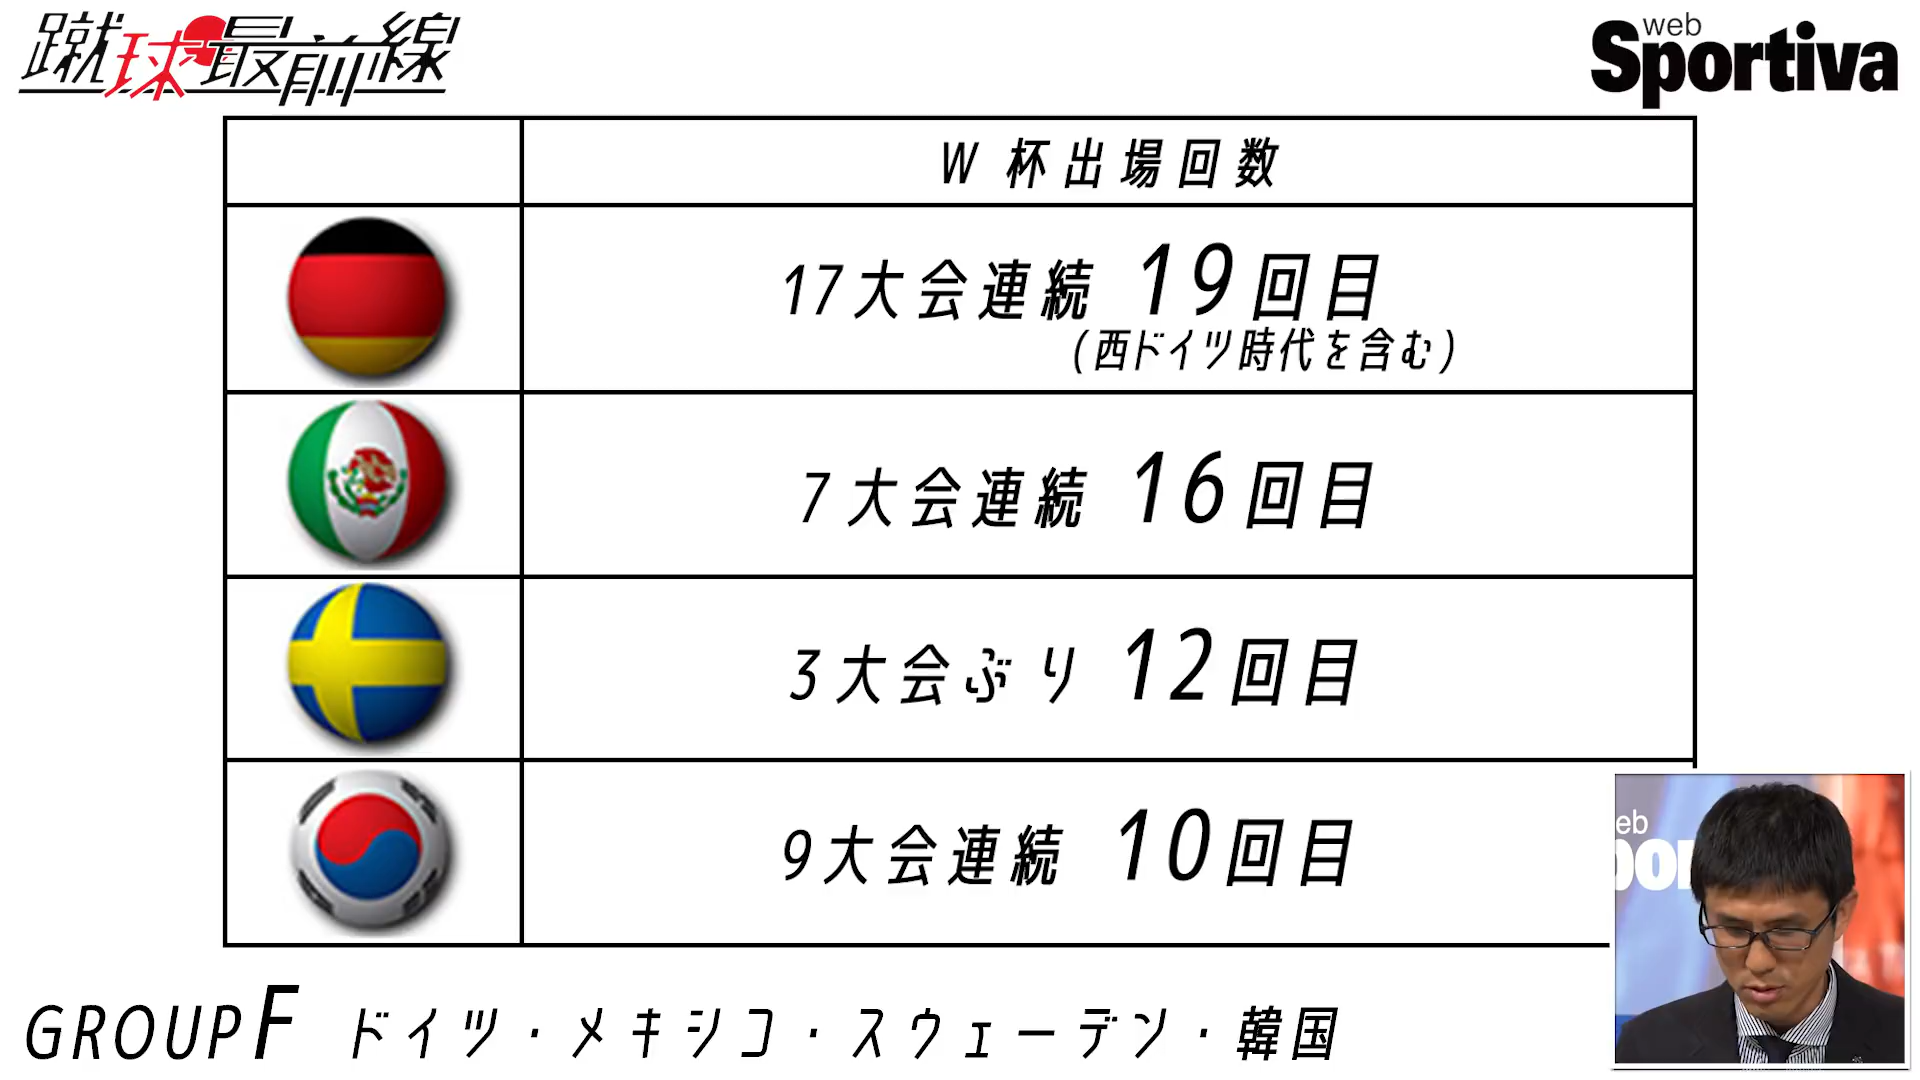 蹴球最前線
web
Sportiva
W杯出場回数
17大会連続 19回目
(西ドイツ時代を含む)
7大会連続 16回目
3大会ぶり 12回目
9大会連続 10回目
eb
por
GROUP F ドイツ・メキシコ・スウェーデン・韓国